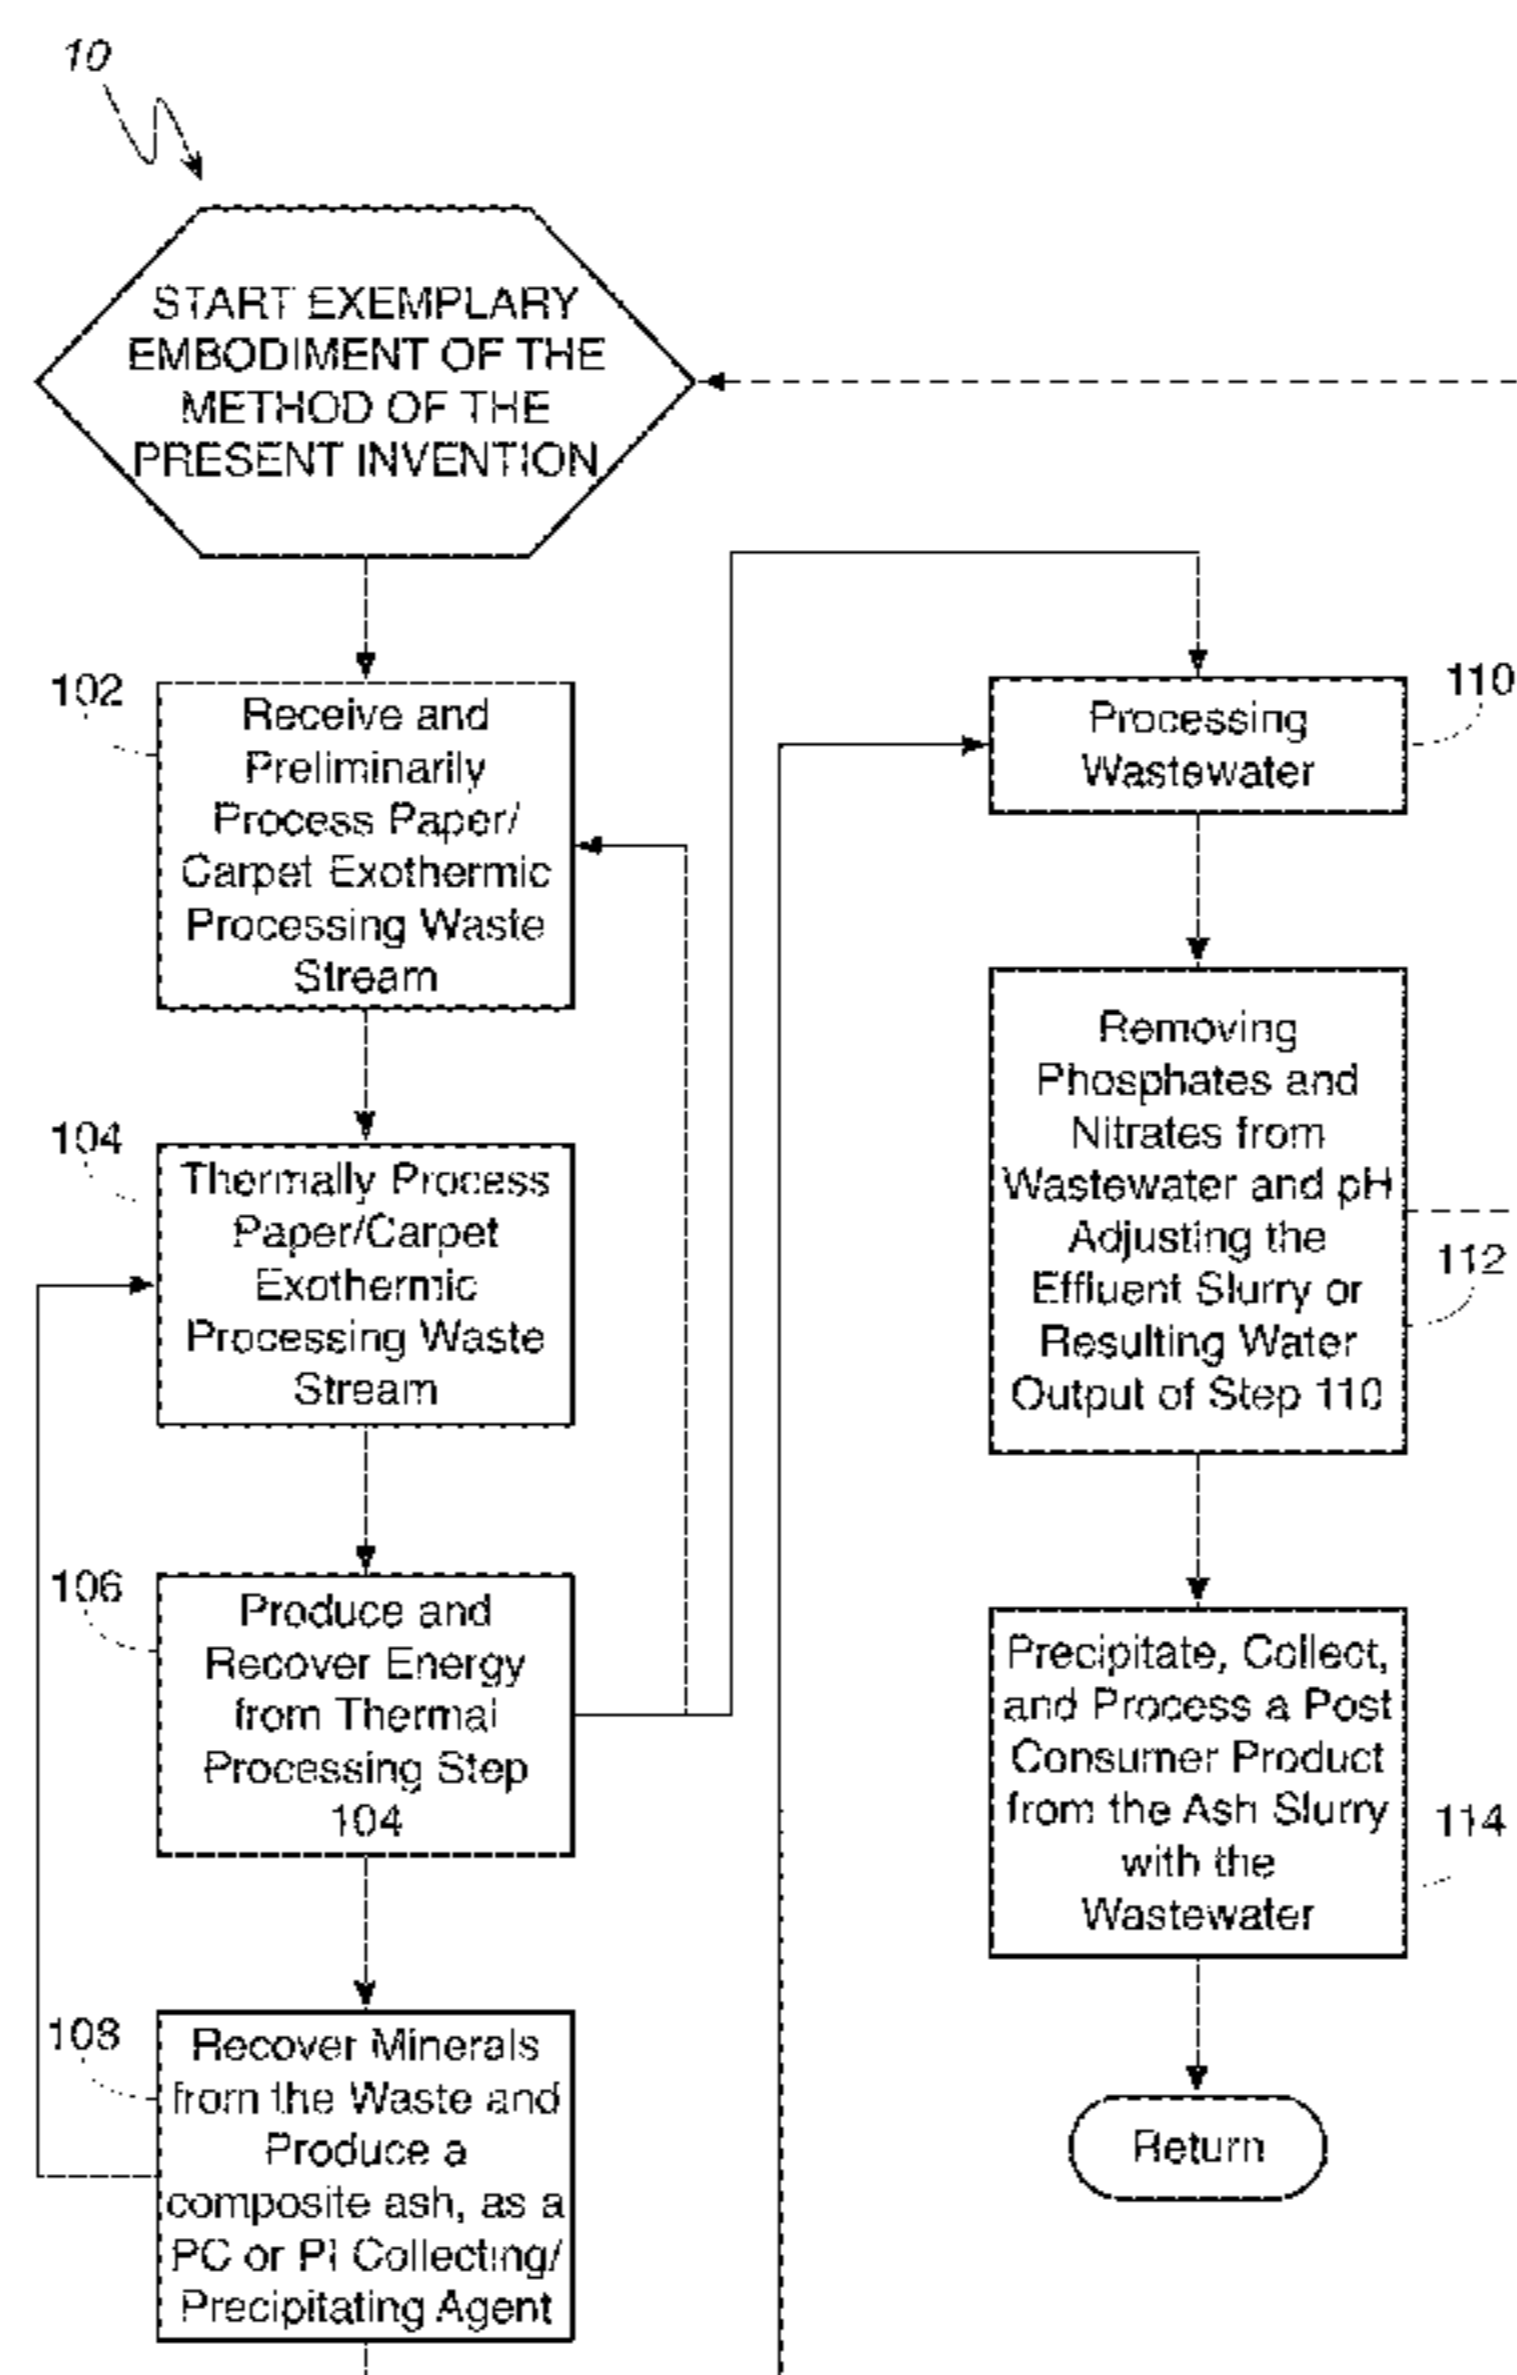 10
START EXEMPLARY
EMBODIMENT OF THE
METHOD OF THE
PRESENT INVENTION
102
Receive and
Preliminarily
Process Paper/
Carpet Exothermic
Processing Waste
Stream
104
Thermally Process
Paper/Carpet
Exothermic
Processing Waste
Stream
106
Produce and
Recover Energy
from Thermal
Processing Step
104
108
Recover Minerals
from the Waste and
Produce a
composite ash, as a
PC or PI Collecting/
Precipitating Agent
110
Processing
Wastewater
Removing
Phosphates and
Nitrates from
Wastewater and pH
Adjusting the
Effluent Slurry or
Resulting Water
Output of Step 110
112
Precipitate, Collect,
and Process a Post
Consumer Product
from the Ash Slurry
with the
Wastewater
114
Return